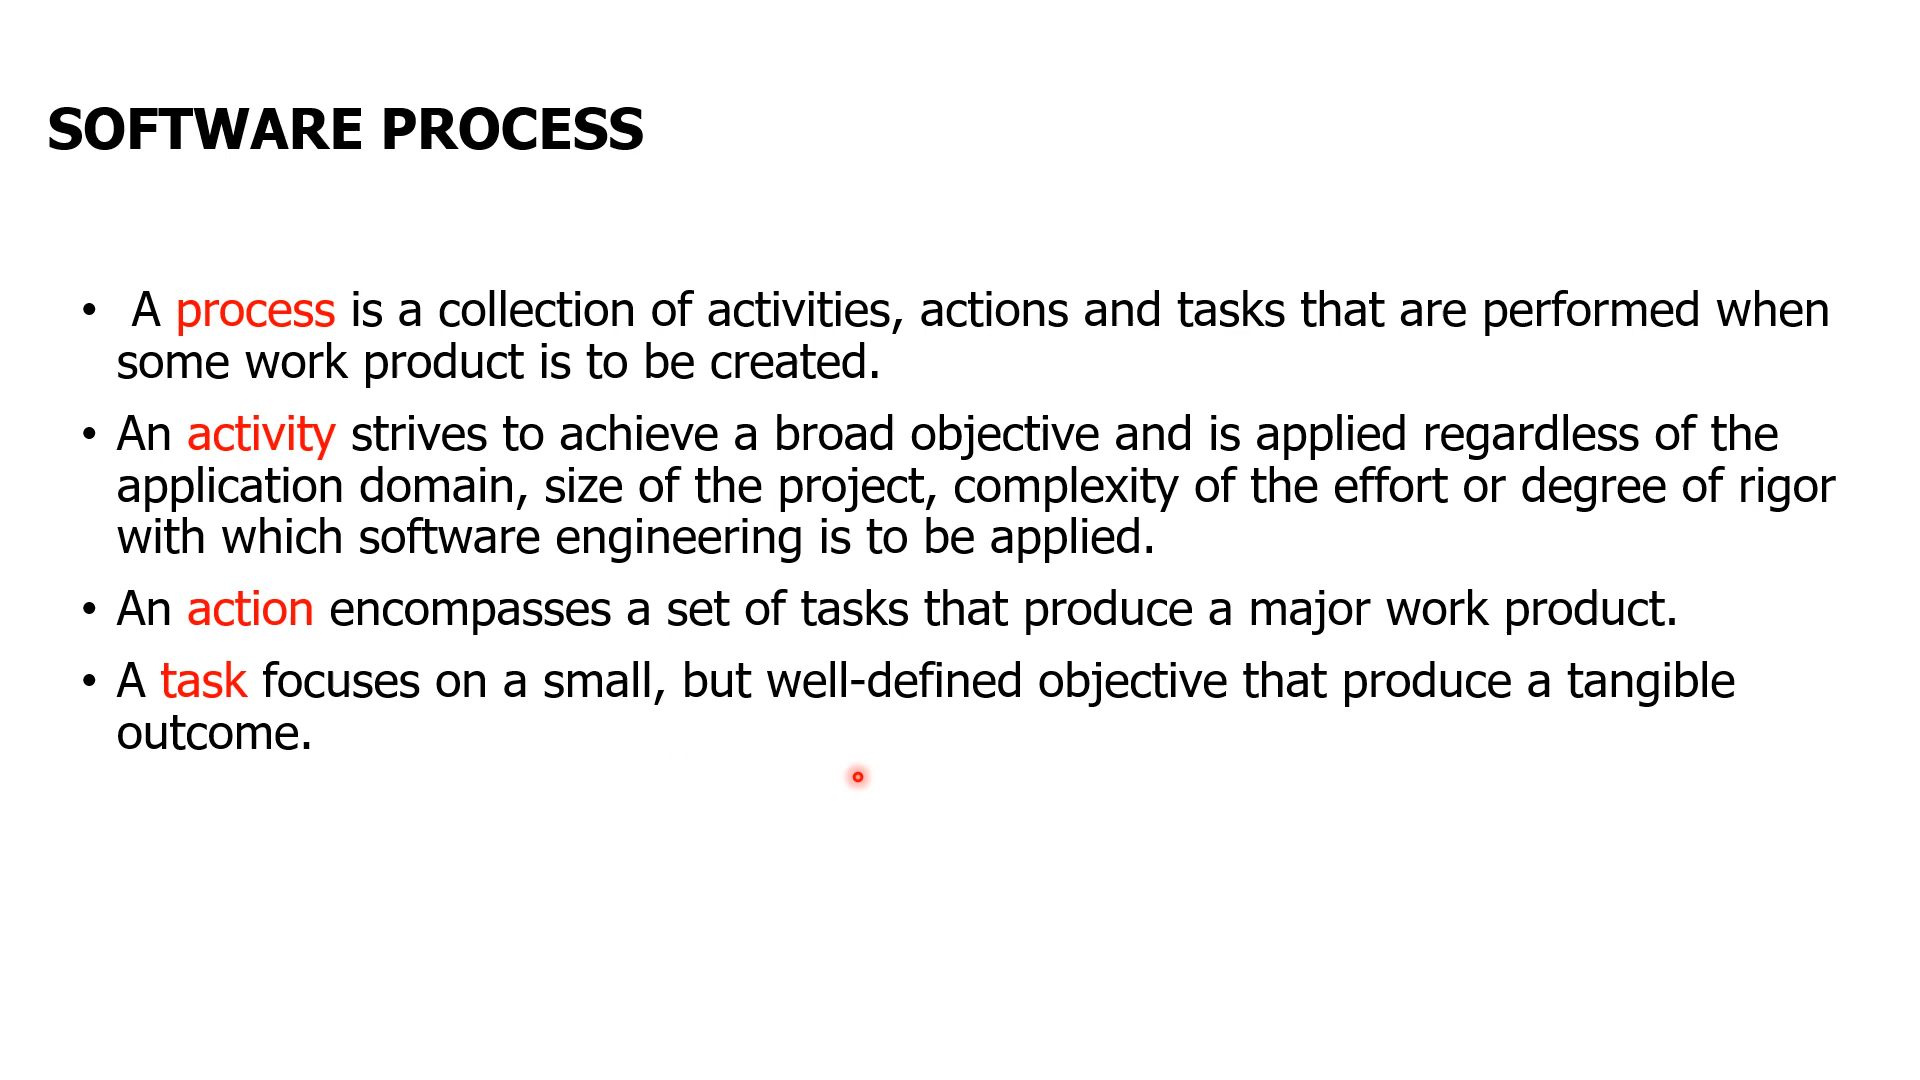 SOFTWARE PROCESS
• A process is a collection of activities, actions and tasks that are performed when
some work product is to be created.
• An activity strives to achieve a broad objective and is applied regardless of the
application domain, size of the project, complexity of the effort or degree of rigor
with which software engineering is to be applied.
• An action encompasses a set of tasks that produce a major work product.
• A task focuses on a small, but well-defined objective that produce a tangible
outcome.